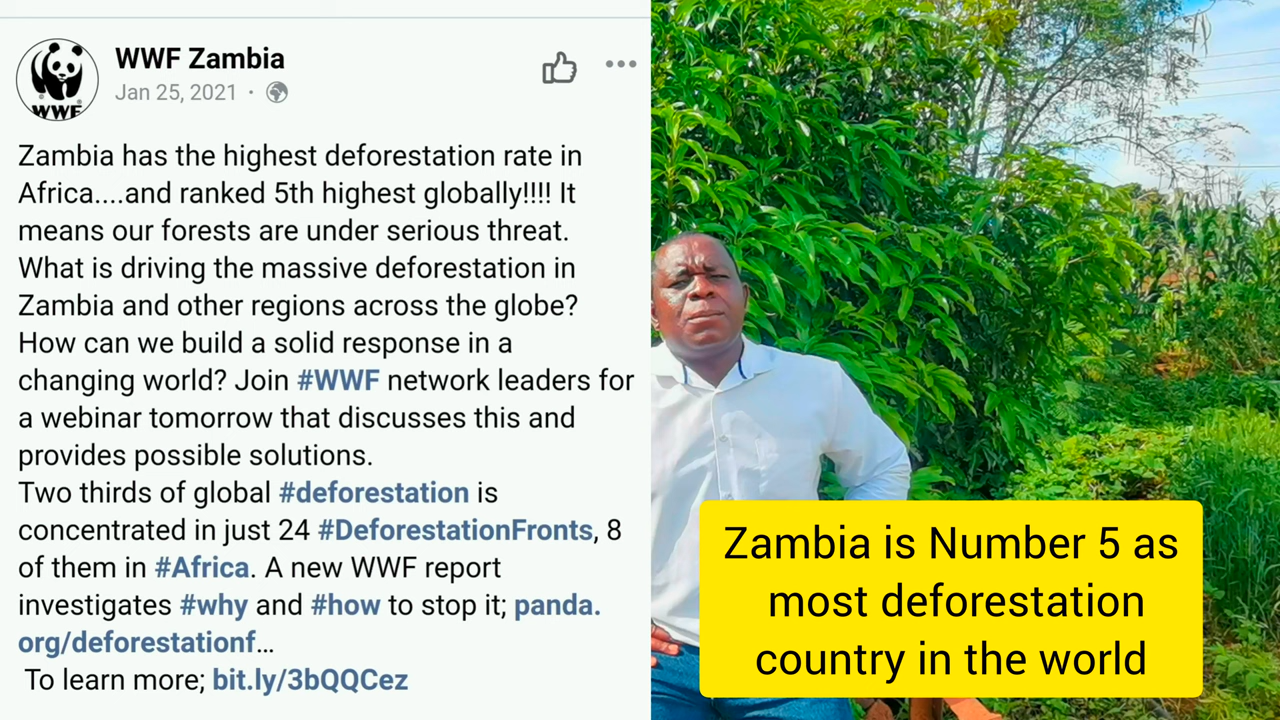 WWF Zambia
Jan 25, 2021 ·
WWF
Zambia has the highest deforestation rate in
Africa....and ranked 5th highest globally!!!! It
means our forests are under serious threat.
What is driving the massive deforestation in
Zambia and other regions across the globe?
How can we build a solid response in a
changing world? Join #WWF network leaders for
a webinar tomorrow that discusses this and
provides possible solutions.
Two thirds of global #deforestation is
concentrated in just 24 #DeforestationFronts, 8
of them in #Africa. A new WWF report
investigates #why and #how to stop it; panda.
org/deforestationf...
To learn more; bit.ly/3bQQCez
Zambia is Number 5 as
most deforestation
country in the world